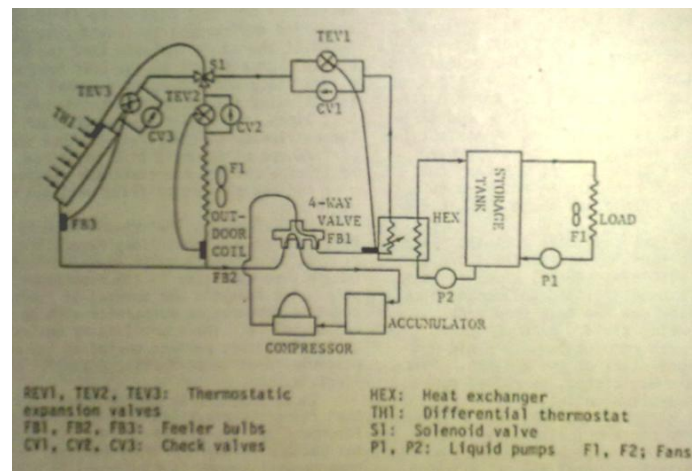 TEV1
S1
TEV3
TEV2
CV1
TH1
CV3
CV2
F1
4-WAY
VALVE
OUT-
DOOR
COIL
FB1
HEX
STORAGE
TANK
LOAD
F1
FB3
FB2
P2
P1
ACCUMULATOR
COMPRESSOR
REV1, TEV2, TEV3: Thermostatic
expansion valves
FB1, FB2, FB3: Feeler bulbs
CV1, CV2, CV3: Check valves
HEX: Heat exchanger
TH1: Differential thermostat
S1: Solenoid valve
P1, P2: Liquid pumps F1, F2; Fans